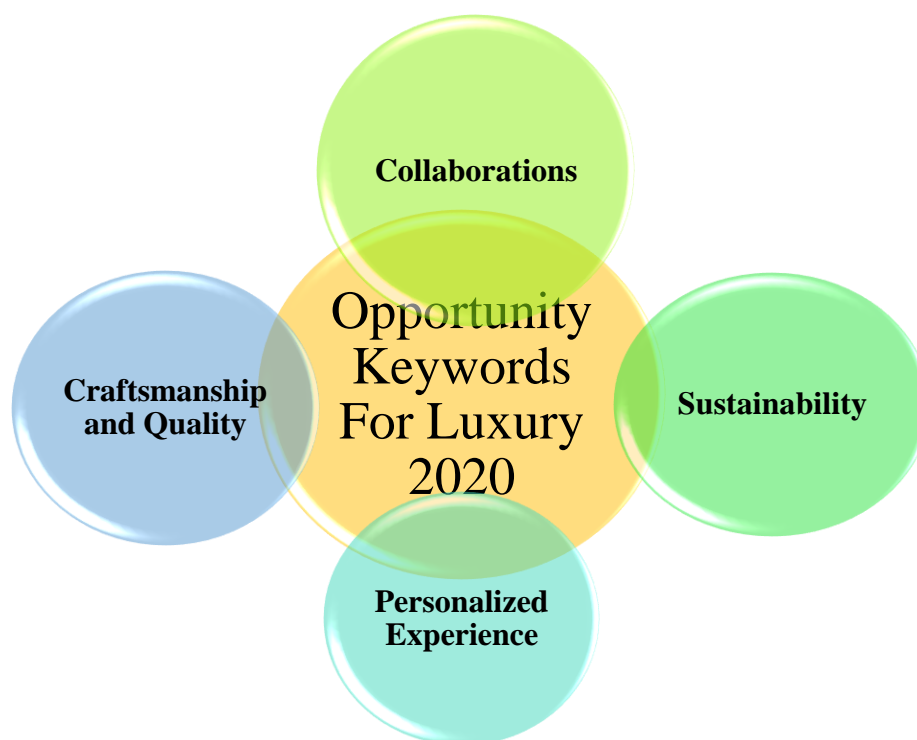 Collaborations
Opportunity
Keywords
For Luxury
2020
Craftsmanship
and Quality
Sustainability
Personalized
Experience